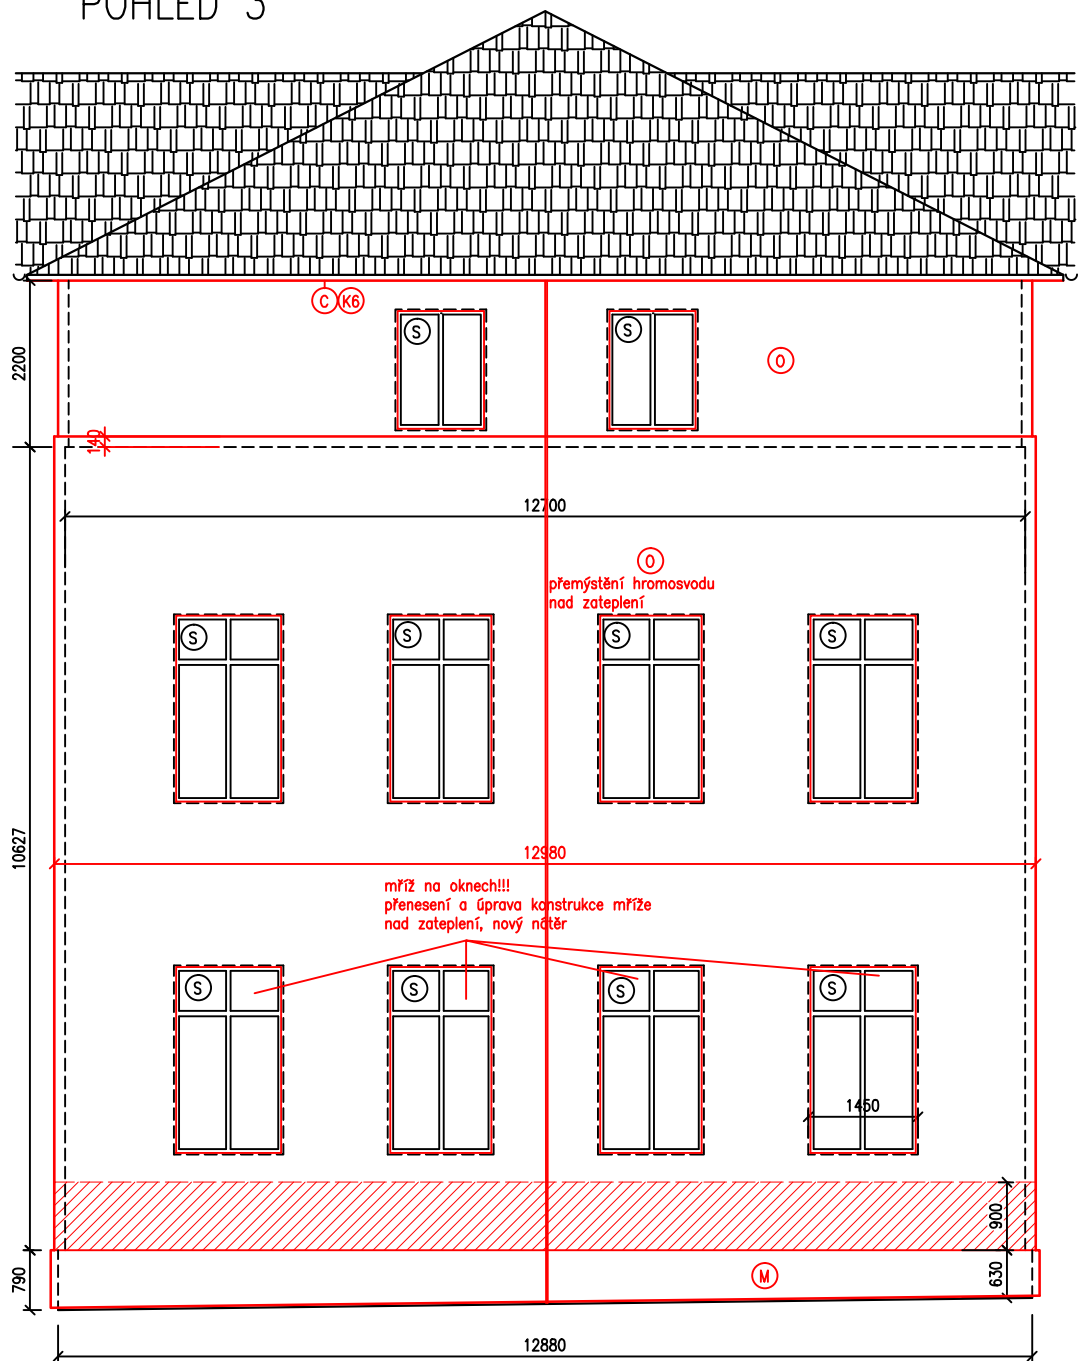 POHLED 3
C K6
S S
O
2200
140
12700
O
přemýstění hromosvodu
nad zateplení
S S S S
10627
12980
mříž na oknech!!!
přenesení a úprava konstrukce mříže
nad zateplení, nový nátěr
S S S S
1450
900
790
M
630
12880